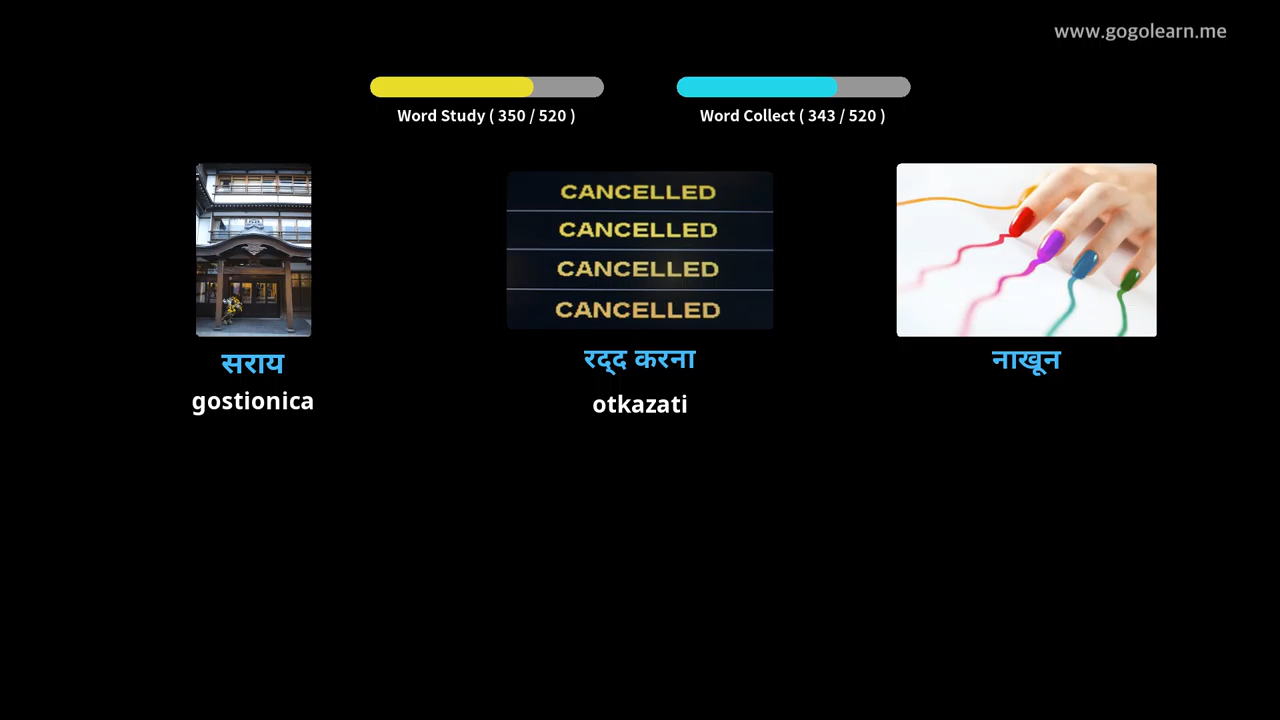 www.gogolearn.me
Word Study ( 350 / 520 )
Word Collect ( 343 / 520 )
CANCELLED
CANCELLED
CANCELLED
CANCELLED
सराय
रद्द करना
नाखून
gostionica
otkazati